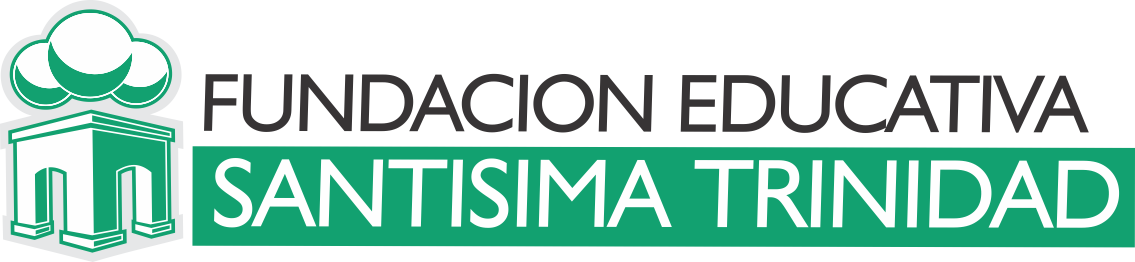 FUNDACION EDUCATIVA
SANTISIMA TRINIDAD